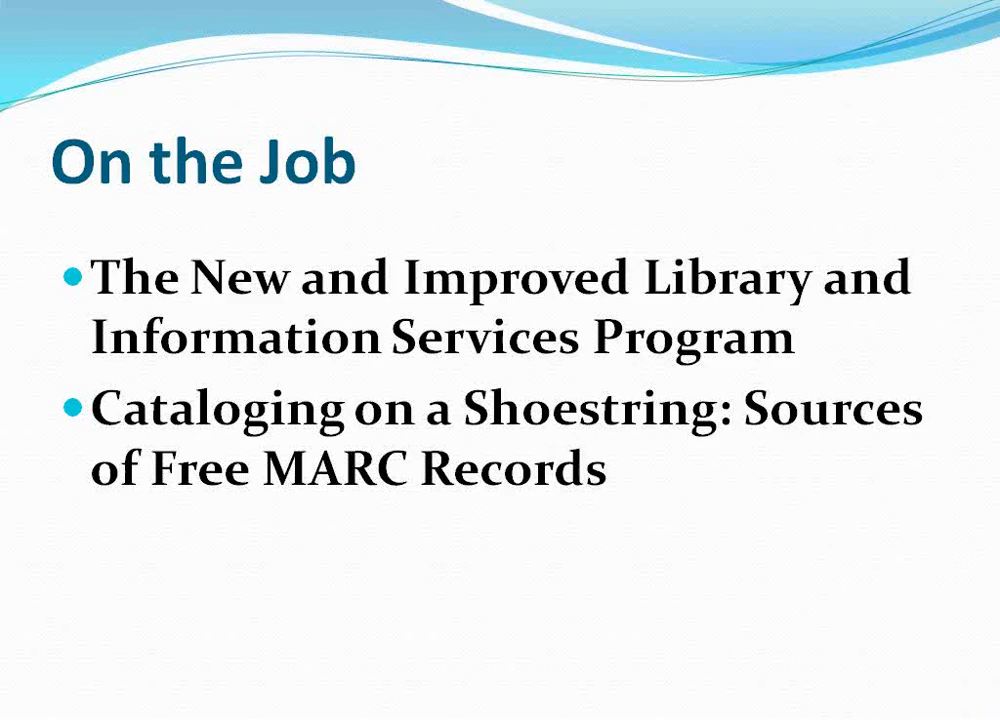 On the Job
The New and Improved Library and
Information Services Program
Cataloging on a Shoestring: Sources
of Free MARC Records